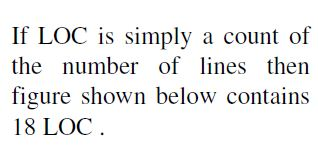 If LOC is simply a count of
the number of lines then
figure shown below contains
18 LOC .